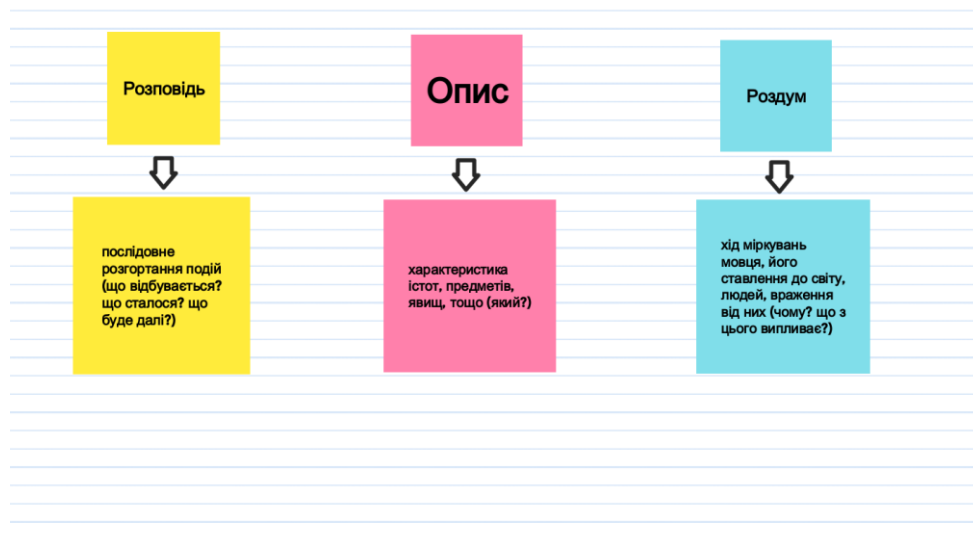 Розповідь
Опис
Роздум
послідовне
розгортання подій
(що відбувається?
що сталося? що
буде далі?)
характеристика
істот, предметів,
явищ, тощо (який?)
хід міркувань
мовця, його
ставлення до світу,
людей, враження
від них (чому? що з
цього випливає?)